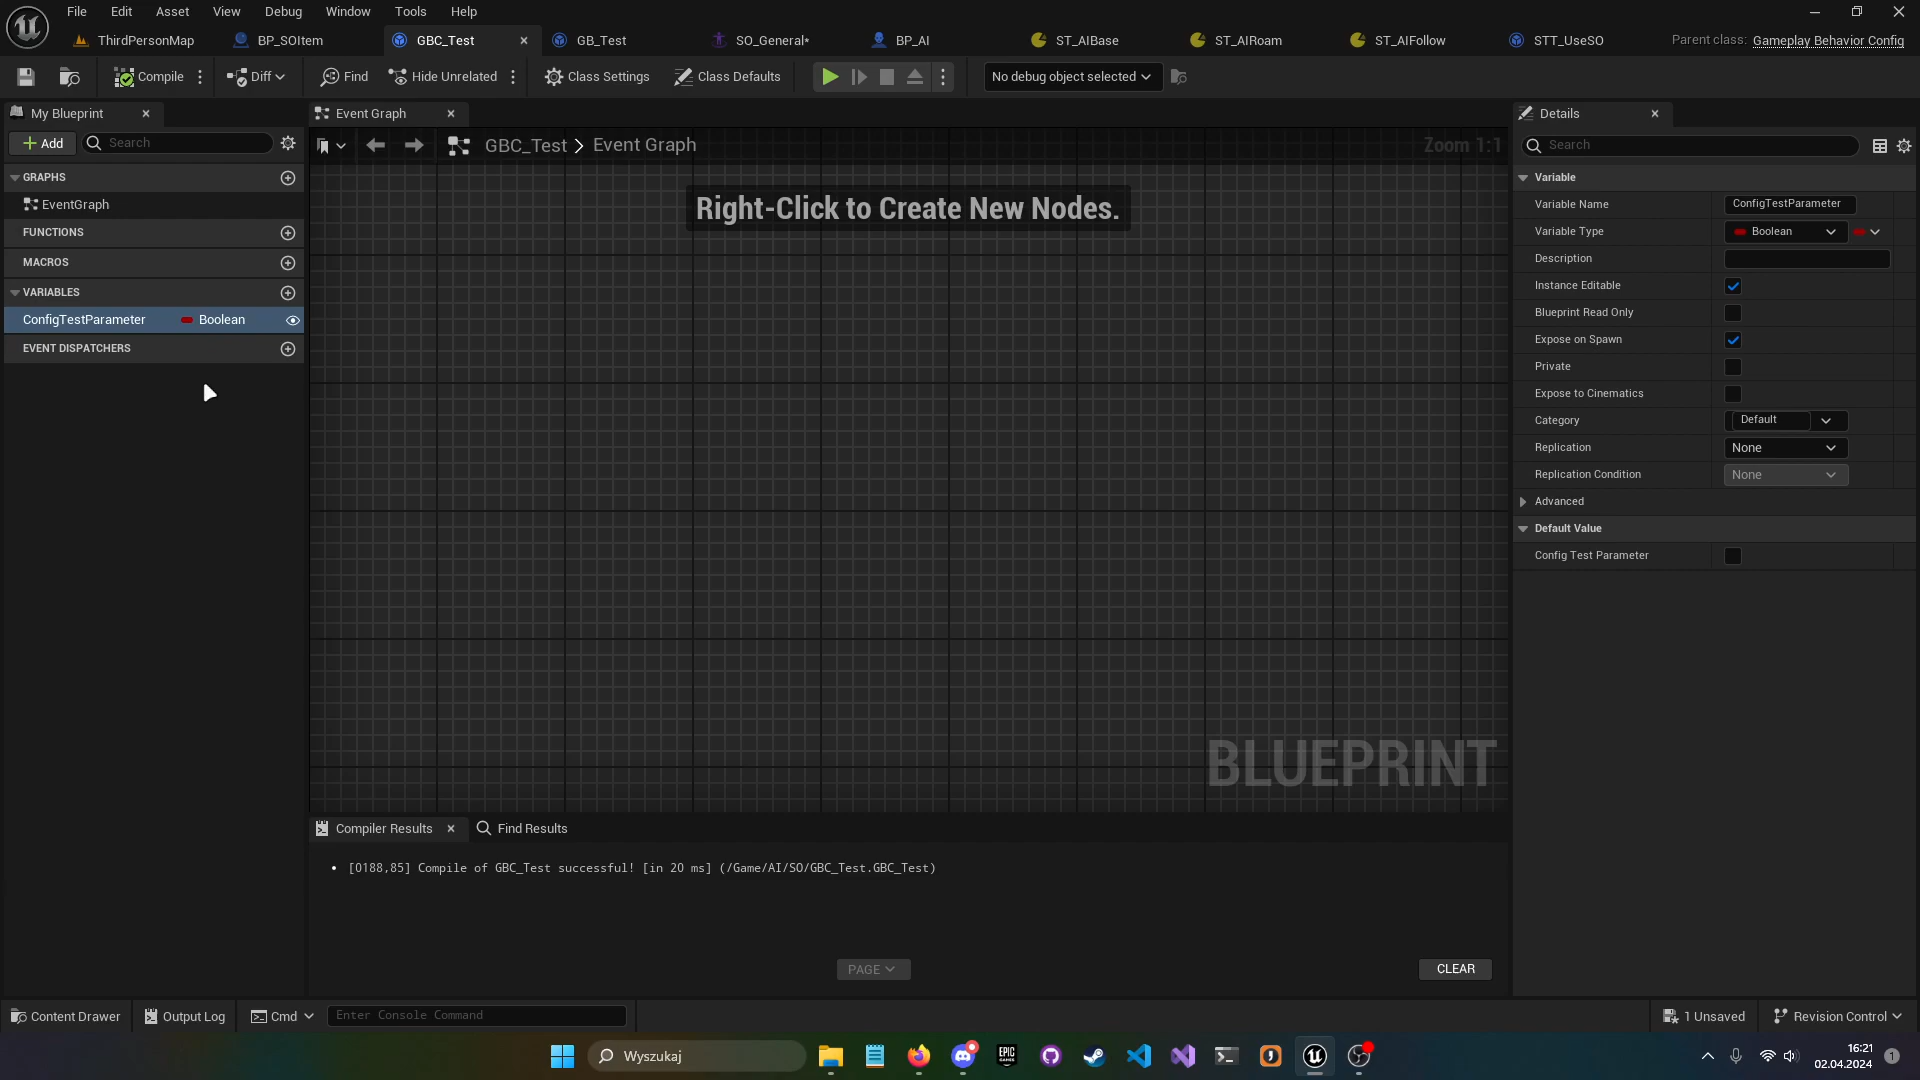 File Edit Asset View Debug Window Tools Help
ThirdPersonMap BP_SOItem GBC_Test GB_Test SO_General* BP_AI ST_AIBase ST_AIRoam ST_AIFollow STT_UseSO Parent class: Gameplay Behavior Config
Compile Diff Find Hide Unrelated Class Settings Class Defaults No debug object selected
My Blueprint
Add Search
GRAPHS
EventGraph
FUNCTIONS
MACROS
VARIABLES
ConfigTestParameter Boolean
EVENT DISPATCHERS
Event Graph
GBC_Test > Event Graph Zoom 1:1
Right-Click to Create New Nodes.
BLUEPRINT
Compiler Results Find Results
[0188,85] Compile of GBC_Test successful! [in 20 ms] (/Game/AI/SO/GBC_Test.GBC_Test)
PAGE CLEAR
Details
Search
Variable
Variable Name ConfigTestParameter
Variable Type Boolean
Description
Instance Editable
Blueprint Read Only
Expose on Spawn
Private
Expose to Cinematics
Category Default
Replication None
Replication Condition None
Advanced
Default Value
Config Test Parameter
Content Drawer Output Log Cmd Enter Console Command 1 Unsaved Revision Control
Wyszukaj
EPIC GAMES
16:21
02.04.2024
1